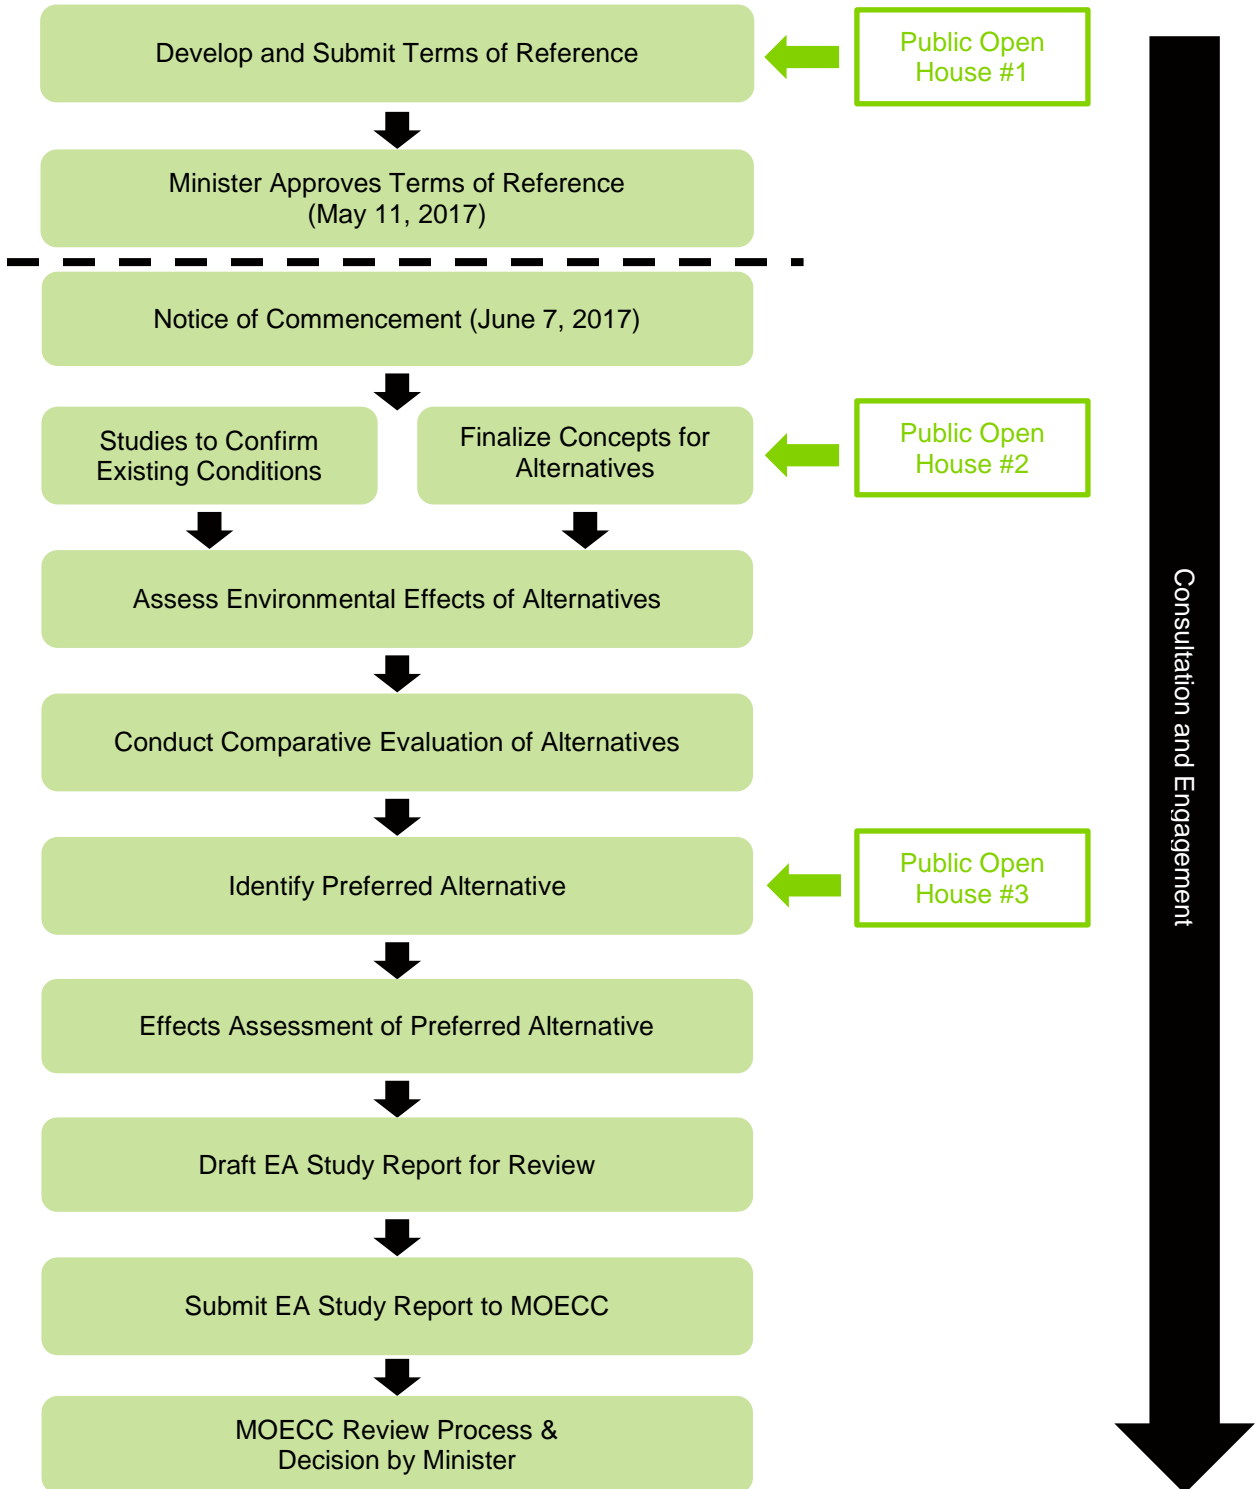 Develop and Submit Terms of Reference
Public Open
House #1
Minister Approves Terms of Reference
(May 11, 2017)
Notice of Commencement (June 7, 2017)
Studies to Confirm
Existing Conditions
Finalize Concepts for
Alternatives
Public Open
House #2
Assess Environmental Effects of Alternatives
Conduct Comparative Evaluation of Alternatives
Identify Preferred Alternative
Public Open
House #3
Effects Assessment of Preferred Alternative
Draft EA Study Report for Review
Submit EA Study Report to MOECC
MOECC Review Process &
Decision by Minister
Consultation and Engagement